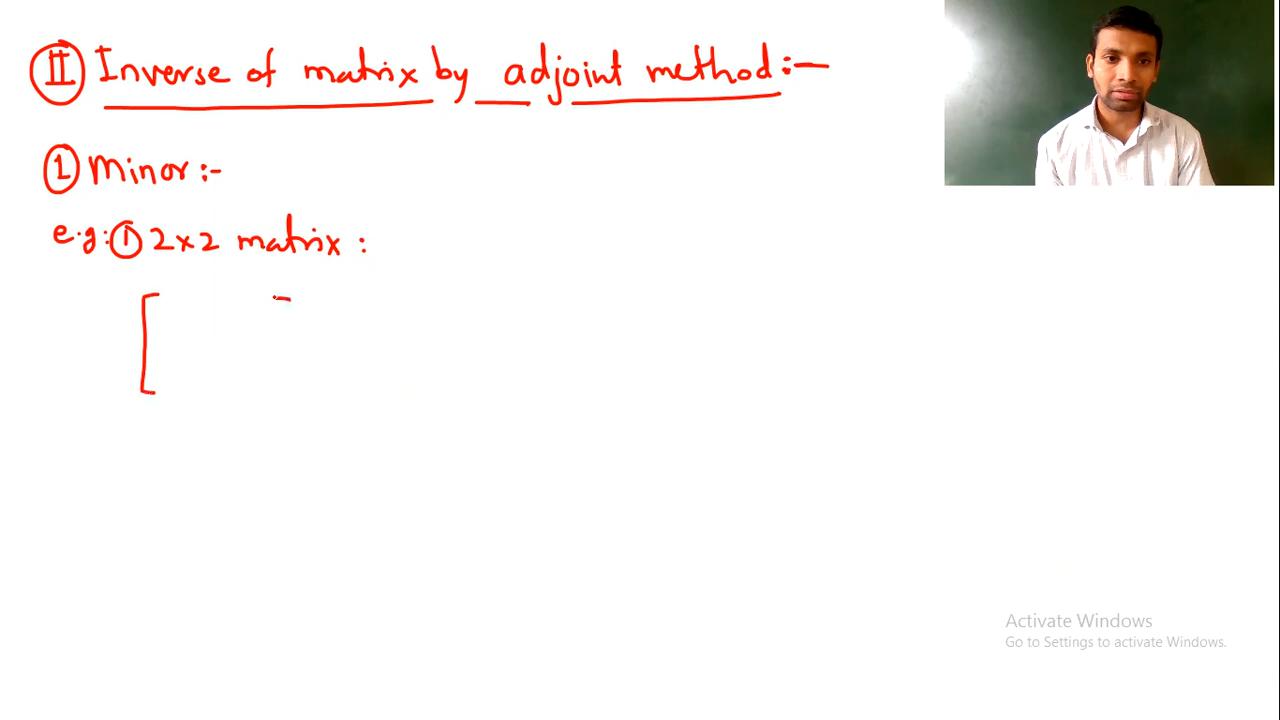 II Inverse of matrix by adjoint method:-
1 Minor:-
e.g: 1 2x2 matrix:
[
Activate Windows
Go to Settings to activate Windows.